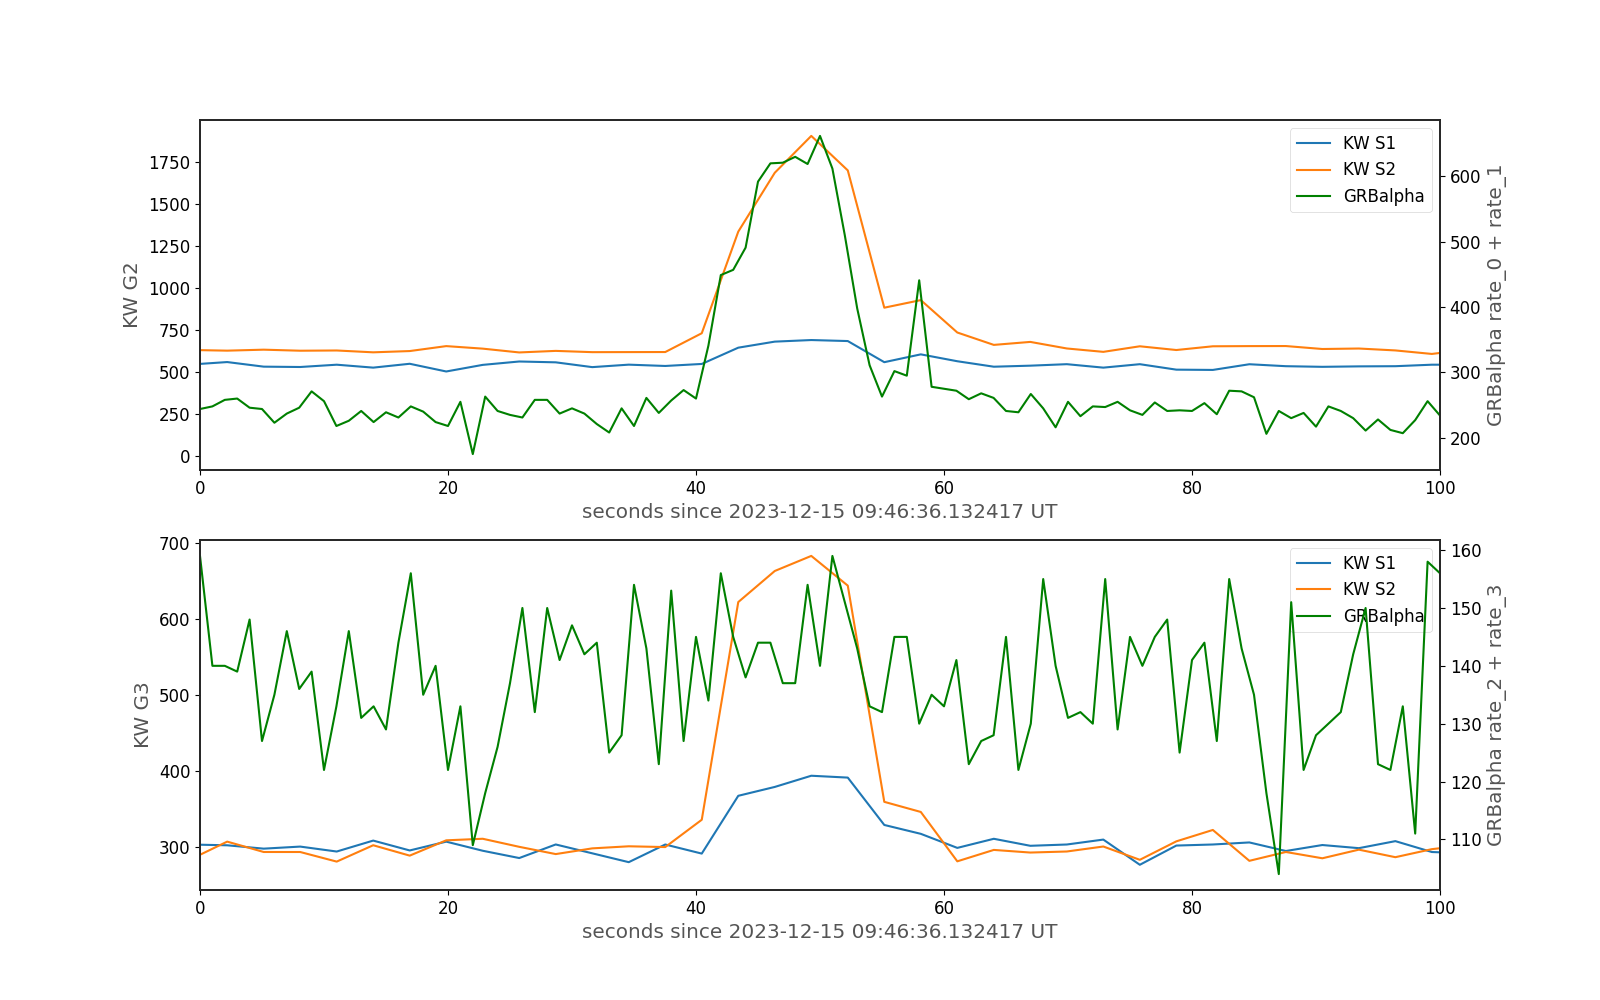 KW G2
1750
1500
1250
1000
750
500
250
0
KW S1
KW S2
GRBalpha
600
500
400
300
200
GRBalpha rate_0 + rate_1
0 20 40 60 80 100
seconds since 2023-12-15 09:46:36.132417 UT
KW G3
700
600
500
400
300
KW S1
KW S2
GRBalpha
160
150
140
130
120
110
GRBalpha rate_2 + rate_3
0 20 40 60 80 100
seconds since 2023-12-15 09:46:36.132417 UT